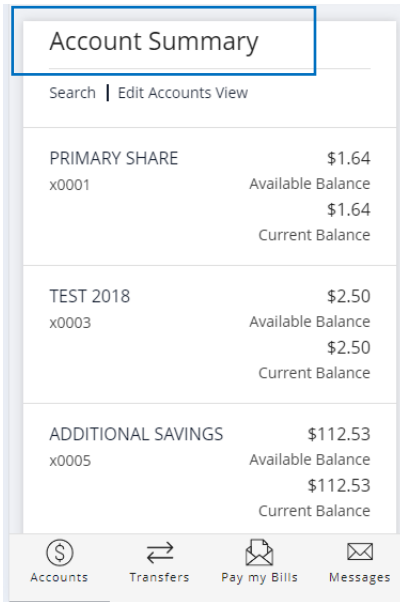 Account Summary
Search | Edit Accounts View
PRIMARY SHARE $1.64
x0001 Available Balance
$1.64
Current Balance
TEST 2018 $2.50
x0003 Available Balance
$2.50
Current Balance
ADDITIONAL SAVINGS $112.53
x0005 Available Balance
$112.53
Current Balance
Accounts Transfers Pay my Bills Messages